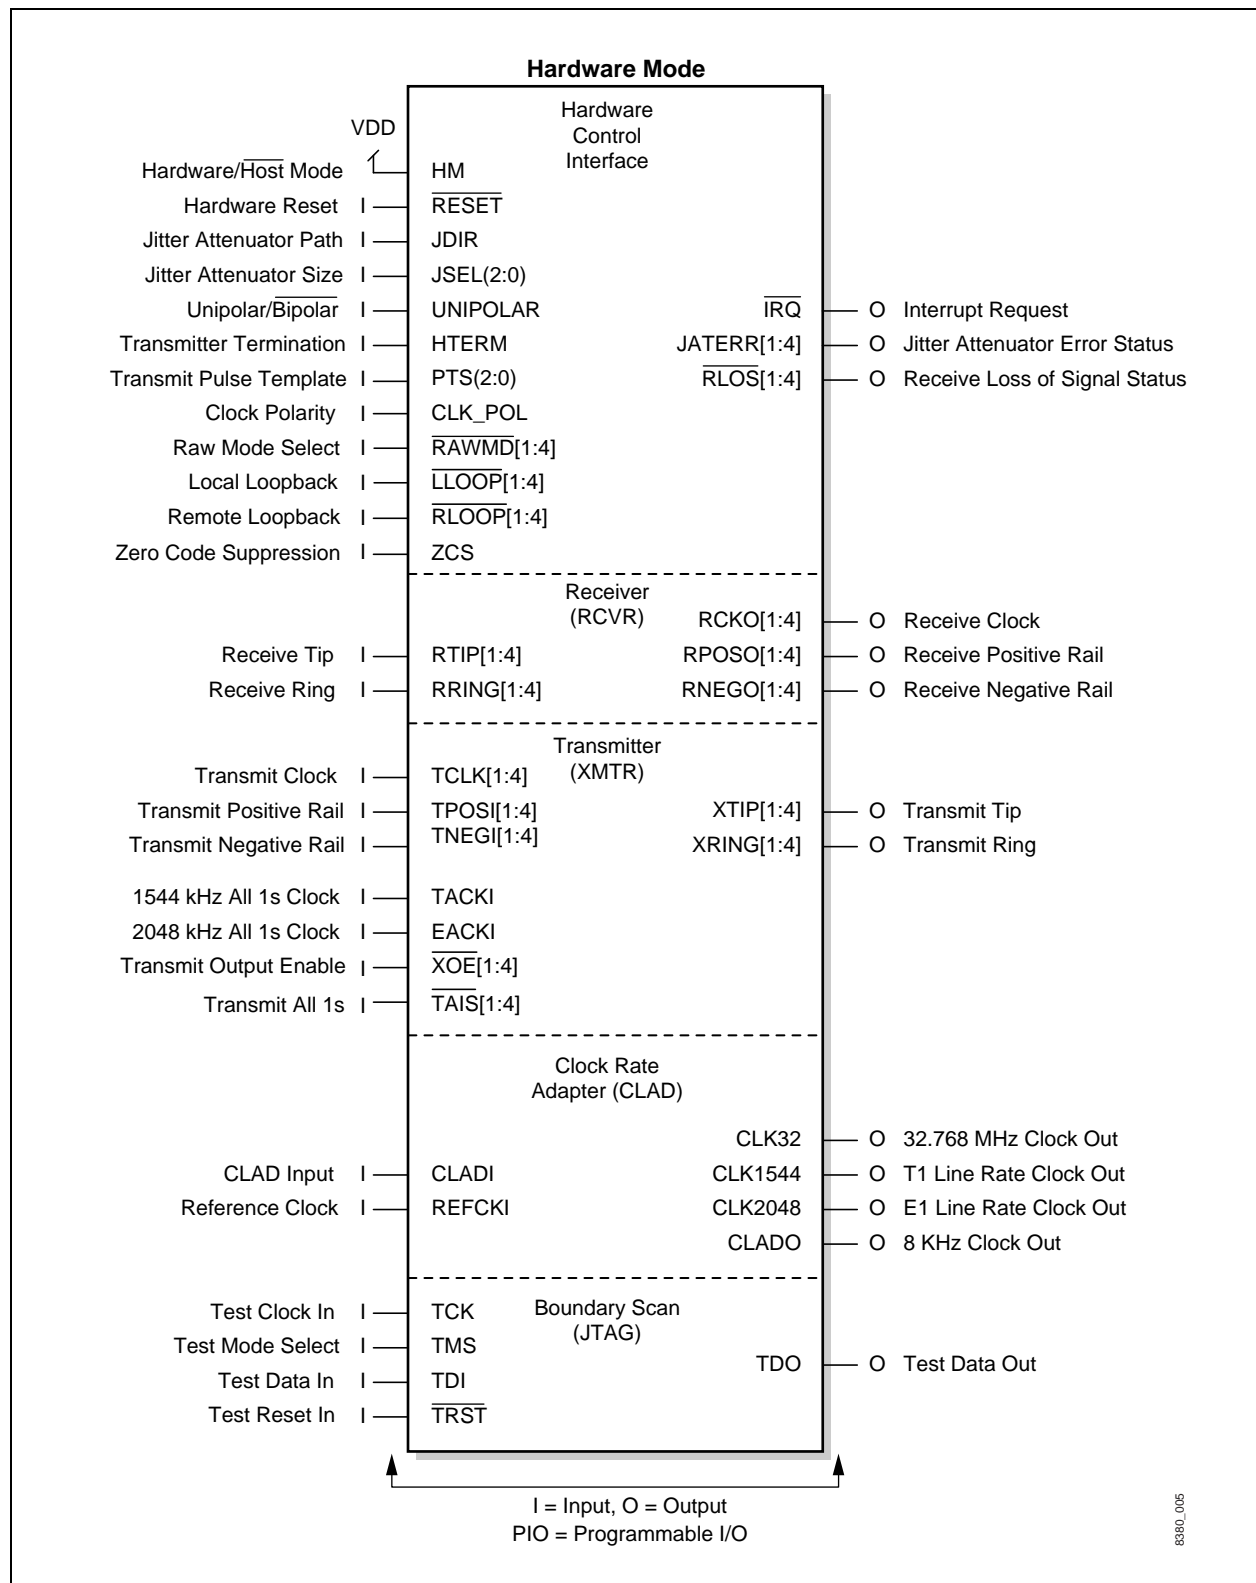 Hardware Mode
Hardware
Control
Interface
VDD
Hardware/Host Mode HM
Hardware Reset I RESET
Jitter Attenuator Path I JDIR
Jitter Attenuator Size I JSEL(2:0)
Unipolar/Bipolar I UNIPOLAR IRQ O Interrupt Request
Transmitter Termination I HTERM JATERR[1:4] O Jitter Attenuator Error Status
Transmit Pulse Template I PTS(2:0) RLOS[1:4] O Receive Loss of Signal Status
Clock Polarity I CLK_POL
Raw Mode Select I RAWMD[1:4]
Local Loopback I LLOOP[1:4]
Remote Loopback I RLOOP[1:4]
Zero Code Suppression I ZCS
Receiver
(RCVR)
RCKO[1:4] O Receive Clock
Receive Tip I RTIP[1:4] RPOSO[1:4] O Receive Positive Rail
Receive Ring I RRING[1:4] RNEGO[1:4] O Receive Negative Rail
Transmitter
(XMTR)
Transmit Clock I TCLK[1:4]
Transmit Positive Rail I TPOSI[1:4] XTIP[1:4] O Transmit Tip
Transmit Negative Rail I TNEGI[1:4] XRING[1:4] O Transmit Ring
1544 kHz All 1s Clock I TACKI
2048 kHz All 1s Clock I EACKI
Transmit Output Enable I XOE[1:4]
Transmit All 1s I TAIS[1:4]
Clock Rate
Adapter (CLAD)
CLK32 O 32.768 MHz Clock Out
CLAD Input I CLADI CLK1544 O T1 Line Rate Clock Out
Reference Clock I REFCKI CLK2048 O E1 Line Rate Clock Out
CLADO O 8 KHz Clock Out
Boundary Scan
(JTAG)
Test Clock In I TCK
Test Mode Select I TMS
TDO O Test Data Out
Test Data In I TDI
Test Reset In I TRST
I = Input, O = Output
PIO = Programmable I/O
8380_005